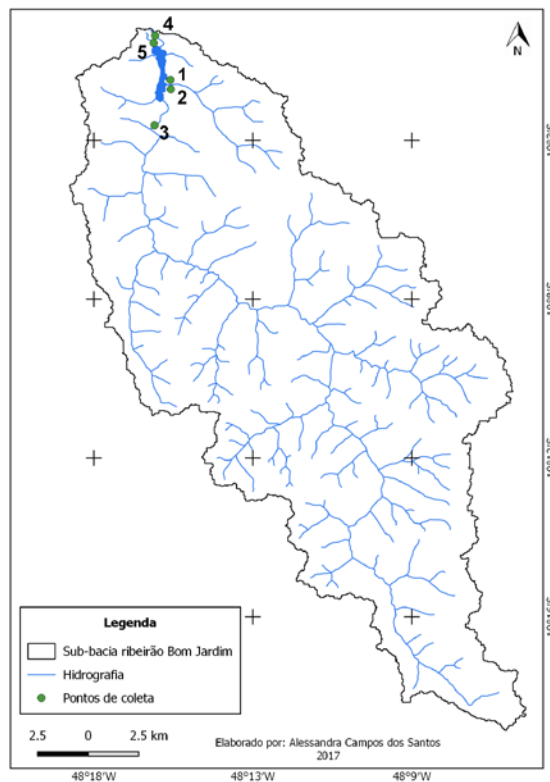 4
N
5
1
2
3
Legenda
Sub-bacia ribeirão Bom Jardim
Hidrografia
Pontos de coleta
2.5 0 2.5 km
Elaborado por: Alessandra Campos dos Santos
2017
48°18'W 48°13'W 48°9'W